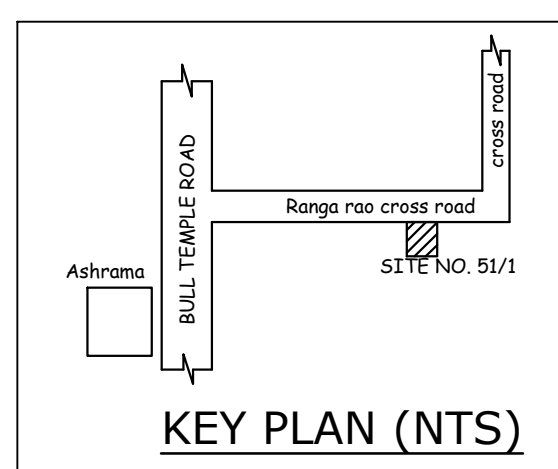 cross road
BULL TEMPLE ROAD
Ranga rao cross road
Ashrama
SITE NO. 51/1
KEY PLAN (NTS)